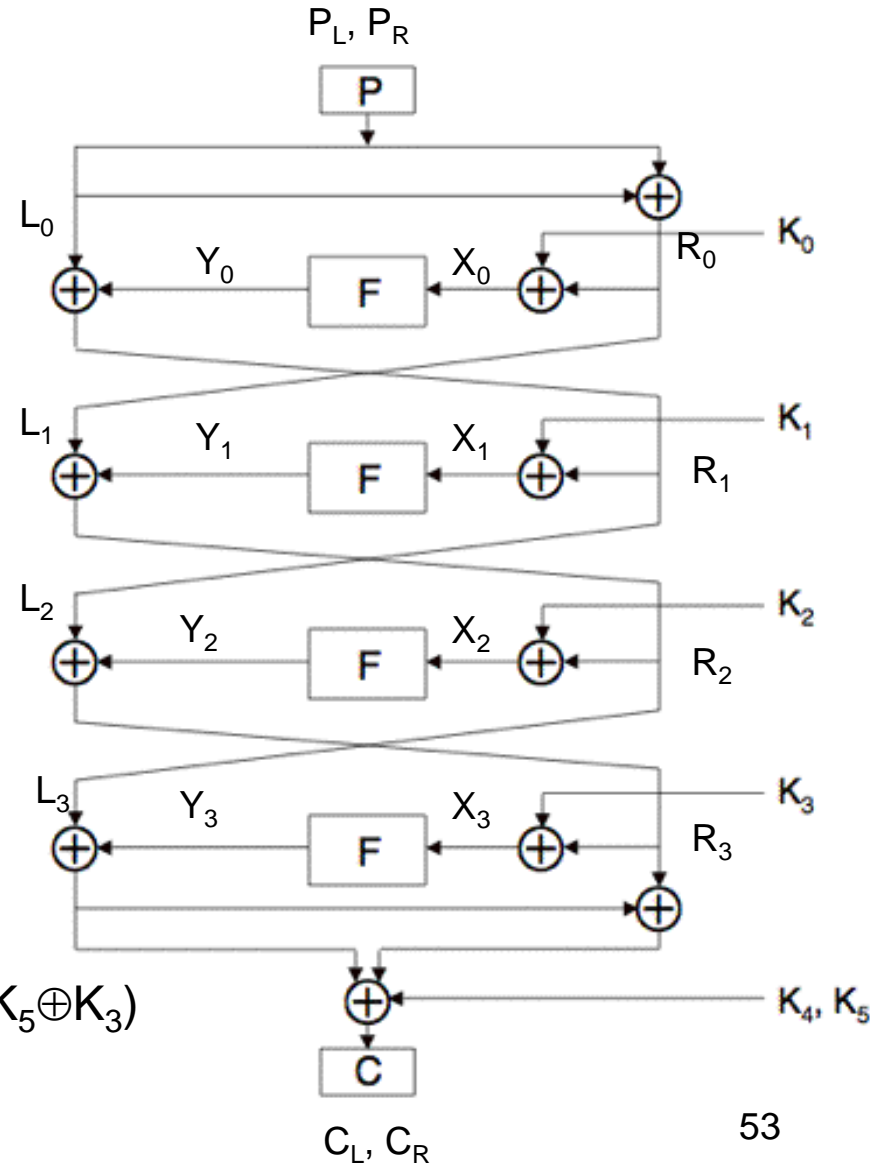 P_L, P_R
P
L_0
Y_0
F
X_0
R_0
K_0
L_1
Y_1
F
X_1
R_1
K_1
L_2
Y_2
F
X_2
R_2
K_2
L_3
Y_3
F
X_3
R_3
K_3
K_5⊕K_3)
K_4, K_5
C
C_L, C_R
53